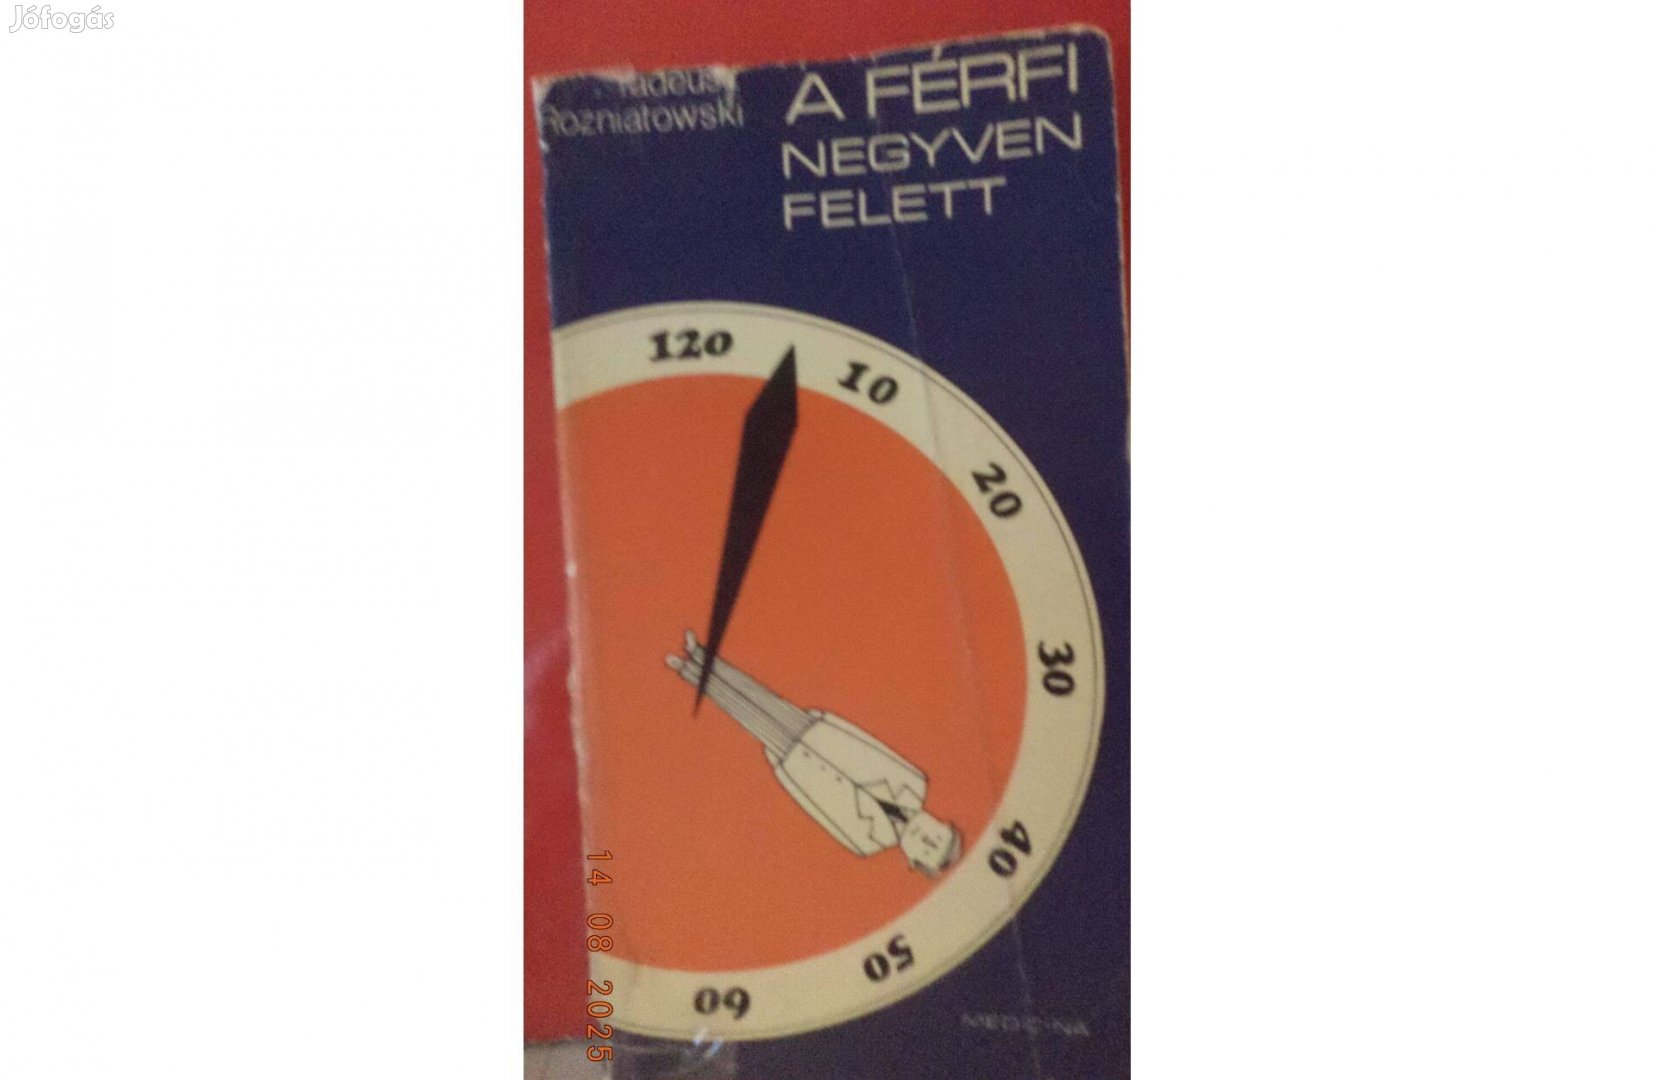 Jófogás
Tadeusz
Rozniatowski
A FÉRFI
NEGYVEN
FELETT
120
10
20
30
40
50
60
MEDICINA
14 08 2025